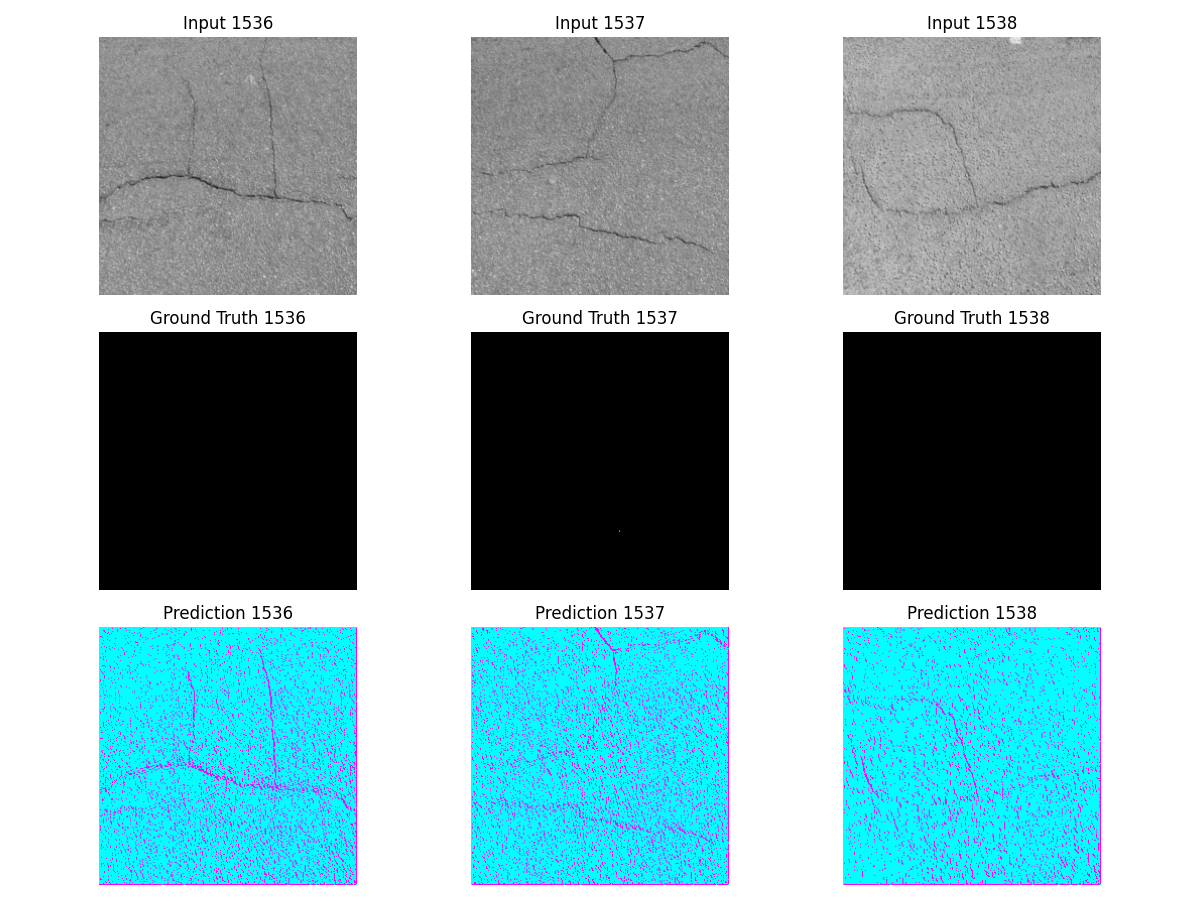 Input 1536
Input 1537
Input 1538
Ground Truth 1536
Ground Truth 1537
Ground Truth 1538
Prediction 1536
Prediction 1537
Prediction 1538